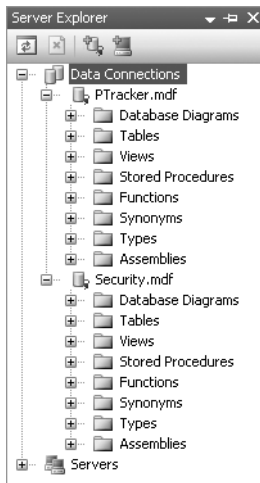 Server Explorer
Data Connections
PTracker.mdf
Database Diagrams
Tables
Views
Stored Procedures
Functions
Synonyms
Types
Assemblies
Security.mdf
Database Diagrams
Tables
Views
Stored Procedures
Functions
Synonyms
Types
Assemblies
Servers